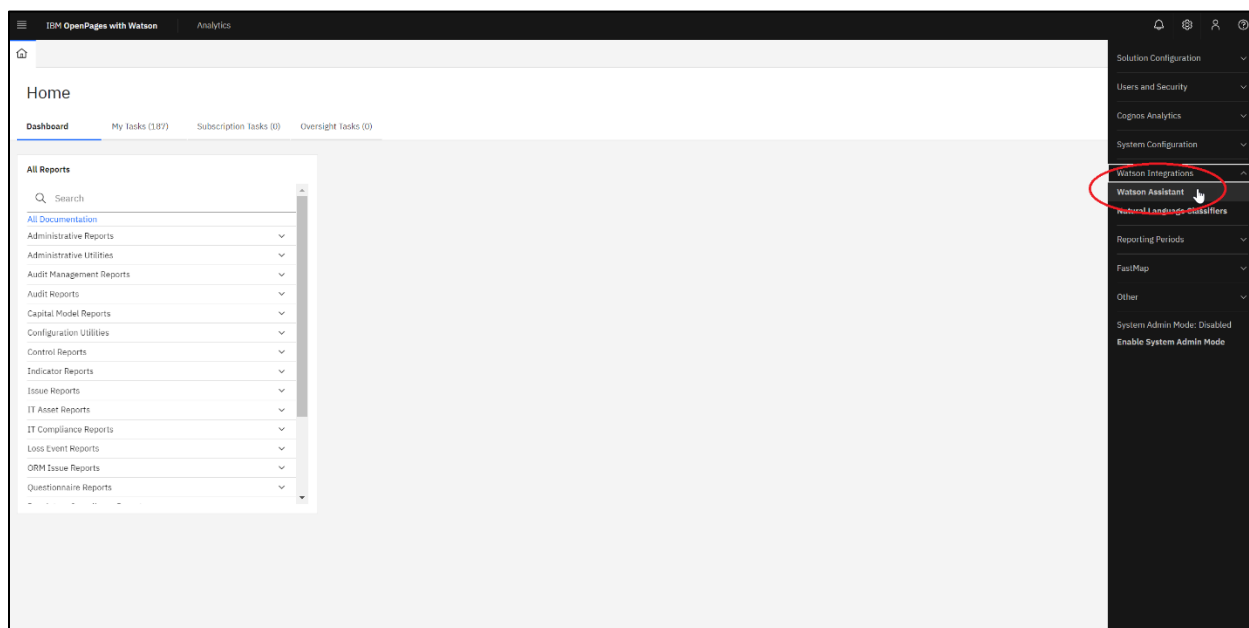 IBM OpenPages with Watson
Analytics
Home
Dashboard
My Tasks (187)
Subscription Tasks (0)
Oversight Tasks (0)
All Reports
Search
All Documentation
Administrative Reports
Administrative Utilities
Audit Management Reports
Audit Reports
Capital Model Reports
Configuration Utilities
Control Reports
Indicator Reports
Issue Reports
IT Asset Reports
IT Compliance Reports
Loss Event Reports
ORM Issue Reports
Questionnaire Reports
Solution Configuration
Users and Security
Cognos Analytics
System Configuration
Watson Integrations
Watson Assistant
Natural Language Classifiers
Reporting Periods
FastMap
Other
System Admin Mode: Disabled
Enable System Admin Mode